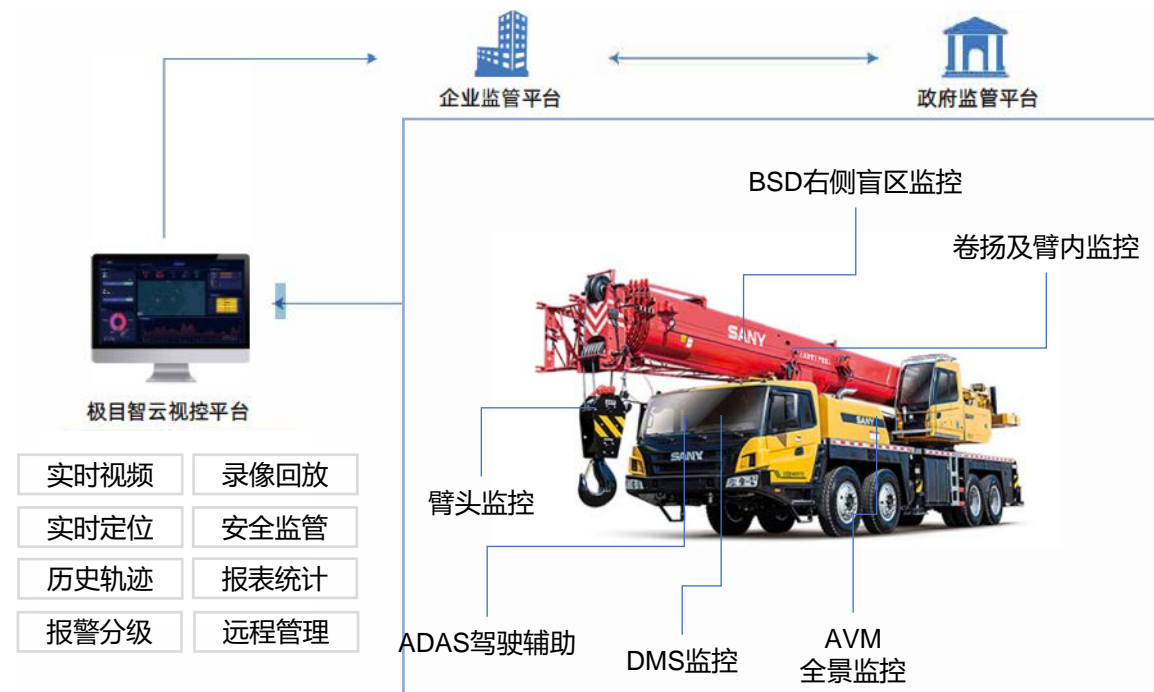 企业监管平台
政府监管平台
BSD右侧盲区监控
卷扬及臂内监控
SANY
SANY
SANY
极目智云视控平台
实时视频
录像回放
实时定位
安全监管
历史轨迹
报表统计
报警分级
远程管理
臂头监控
ADAS驾驶辅助
DMS监控
AVM
全景监控